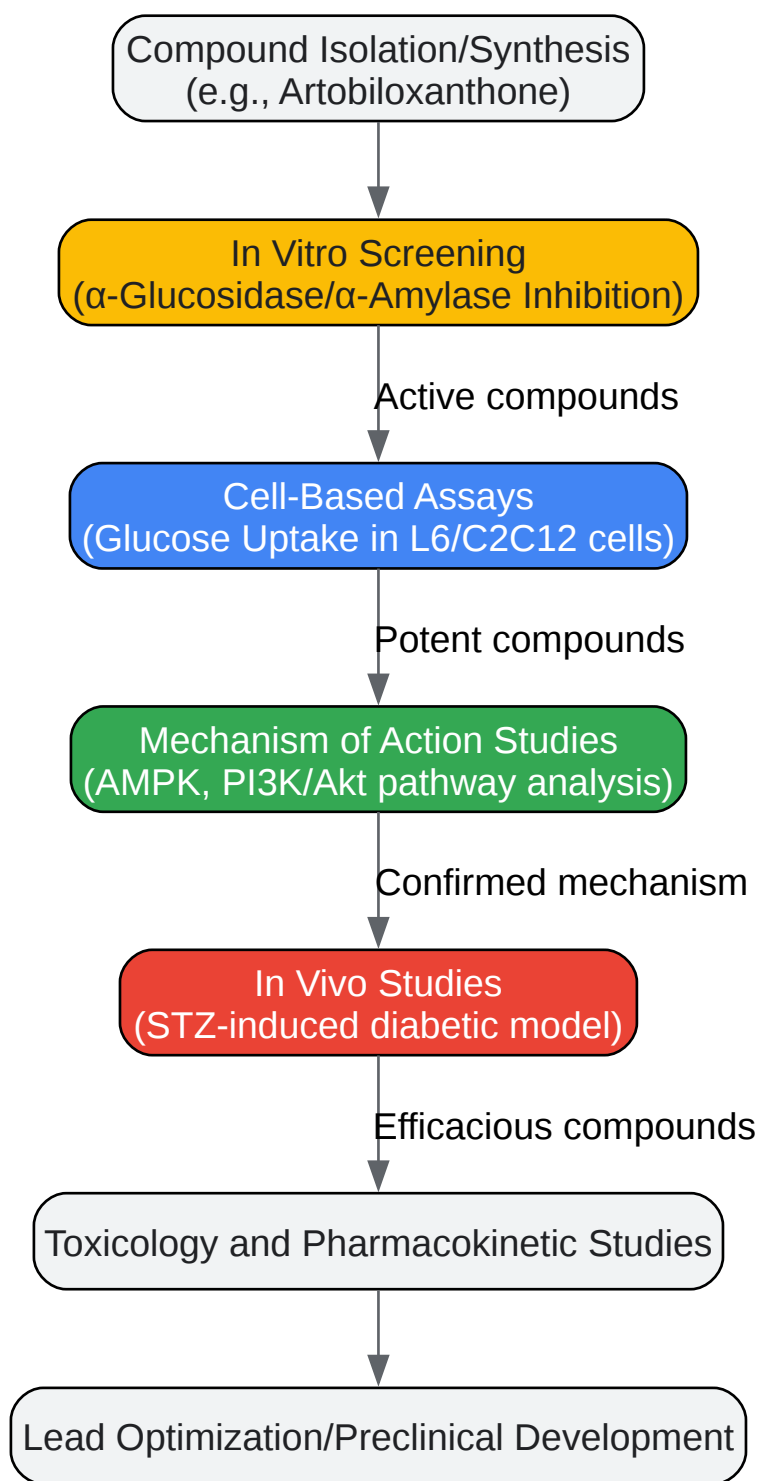 Compound Isolation/Synthesis
(e.g., Artobiloxanthone)
In Vitro Screening
(α-Glucosidase/α-Amylase Inhibition)
Active compounds
Cell-Based Assays
(Glucose Uptake in L6/C2C12 cells)
Potent compounds
Mechanism of Action Studies
(AMPK, PI3K/Akt pathway analysis)
Confirmed mechanism
In Vivo Studies
(STZ-induced diabetic model)
Efficacious compounds
Toxicology and Pharmacokinetic Studies
Lead Optimization/Preclinical Development